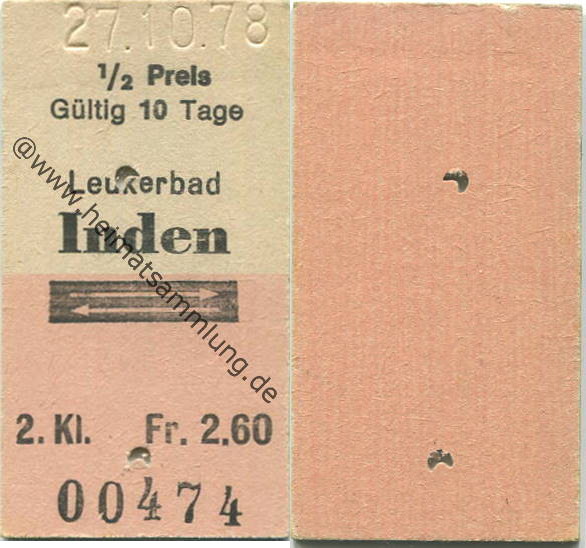 27.10.78
1/2 Preis
Gültig 10 Tage
Leukerbad
Inden
2. Kl. Fr. 2.60
00474
@www.heimatsammlung.de